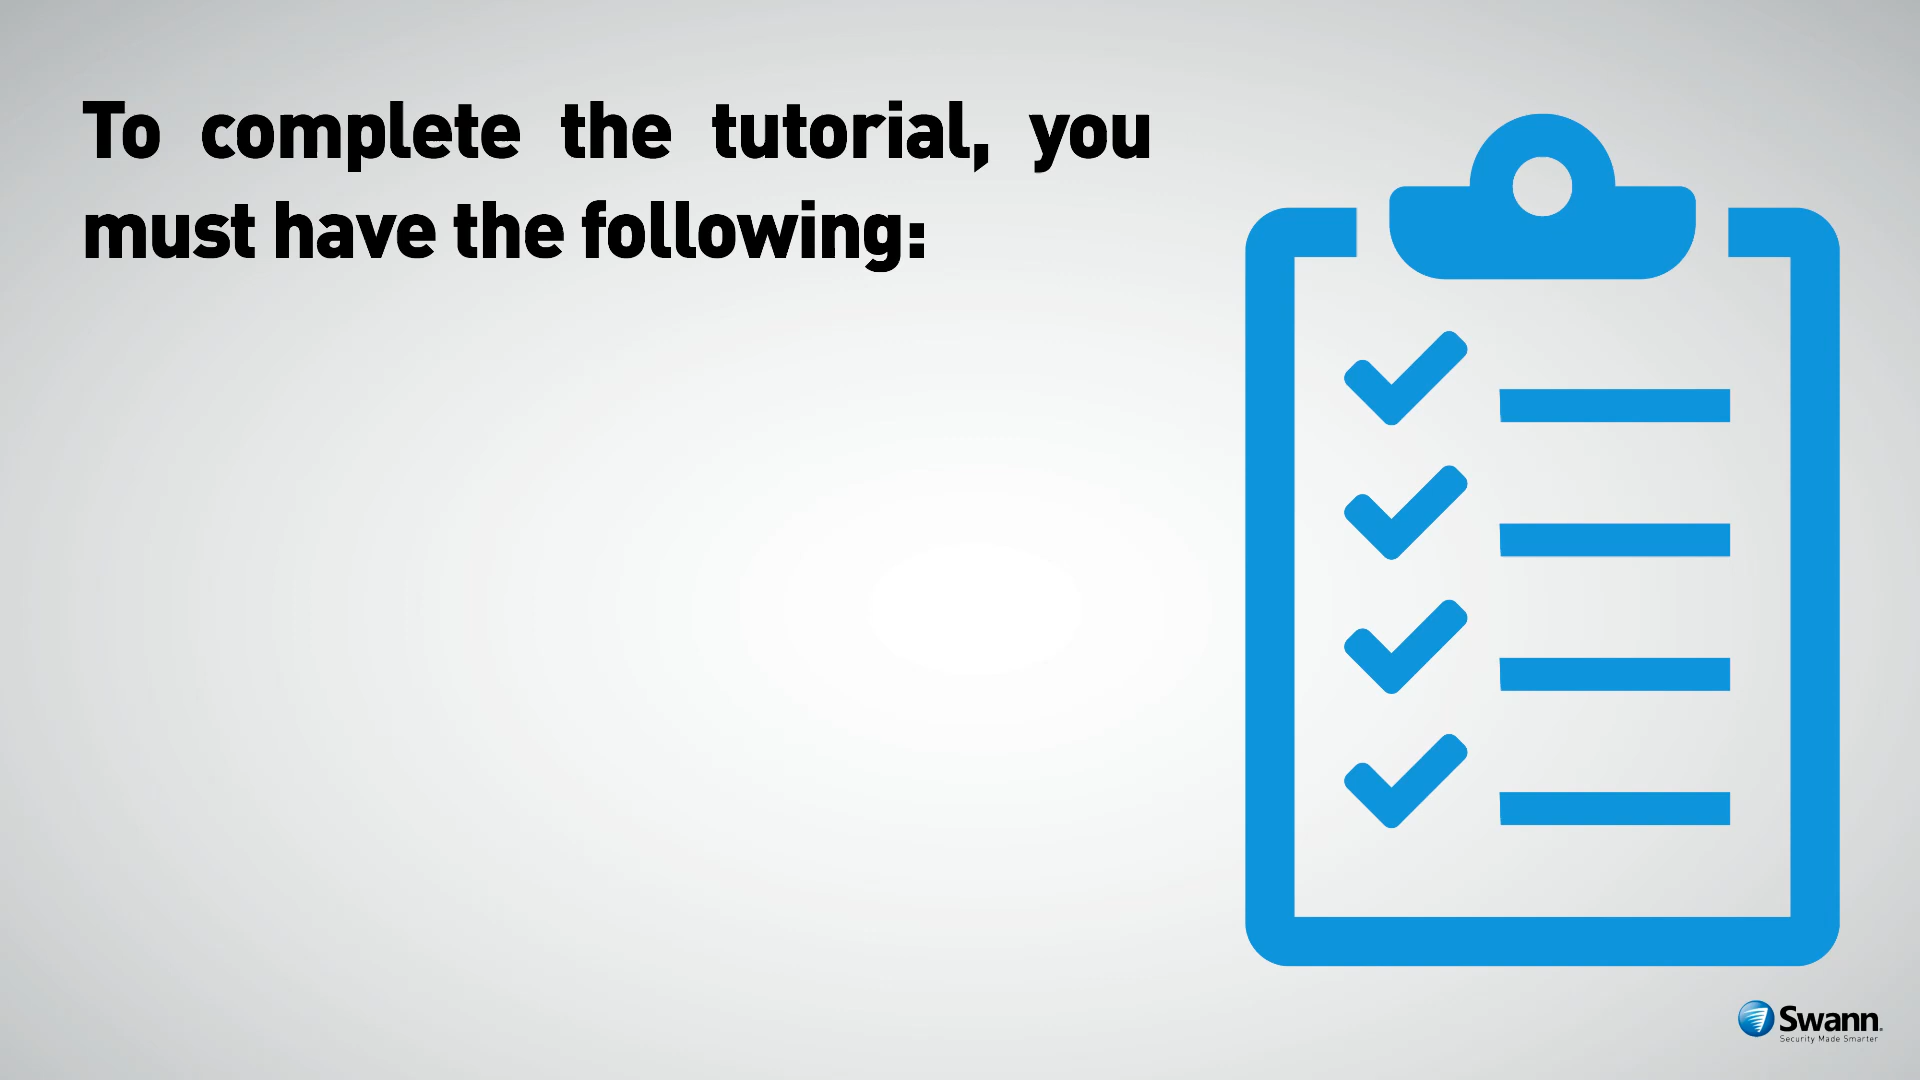 To complete the tutorial, you
must have the following:
Swann
Security Made Smarter